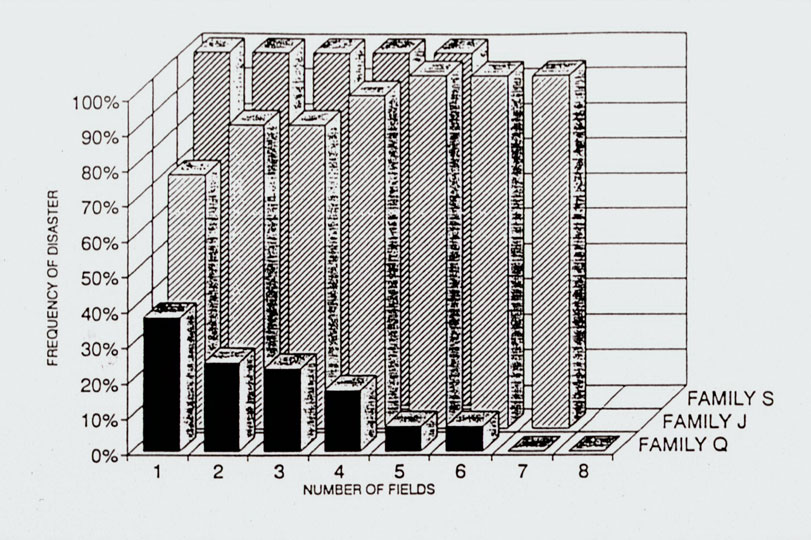 100%
90%
80%
70%
60%
50%
40%
30%
20%
10%
0%
FREQUENCY OF DISASTER
1 2 3 4 5 6 7 8
NUMBER OF FIELDS
FAMILY S
FAMILY J
FAMILY Q